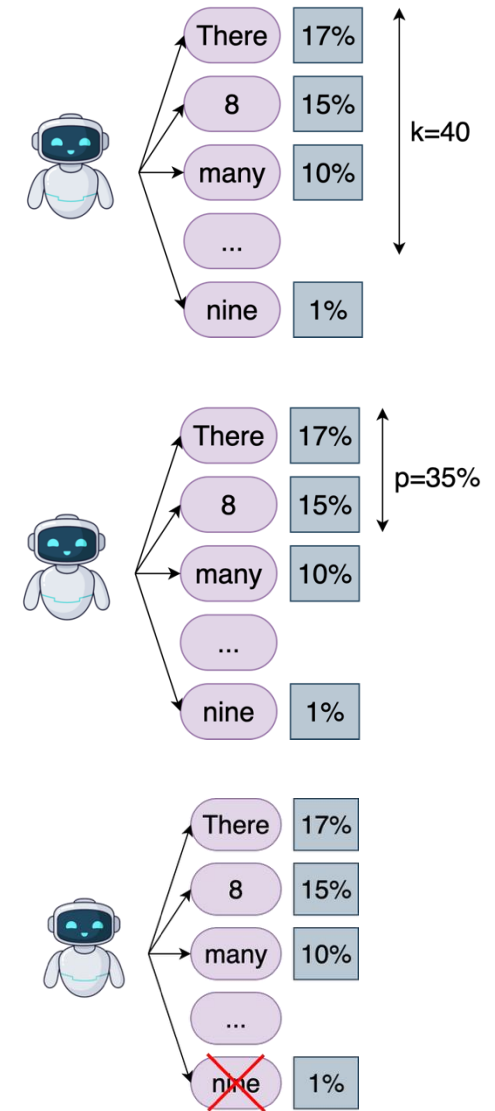 There 17%
8 15%
k=40
many 10%
...
nine 1%
There 17%
p=35%
8 15%
many 10%
...
nine 1%
There 17%
8 15%
many 10%
...
nine 1%